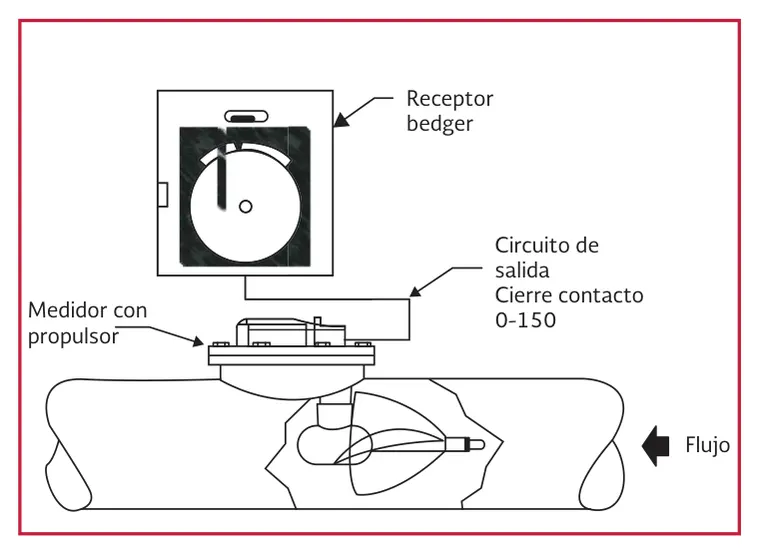 Receptor
bedger
Circuito de
salida
Cierre contacto
0-150
Medidor con
propulsor
Flujo